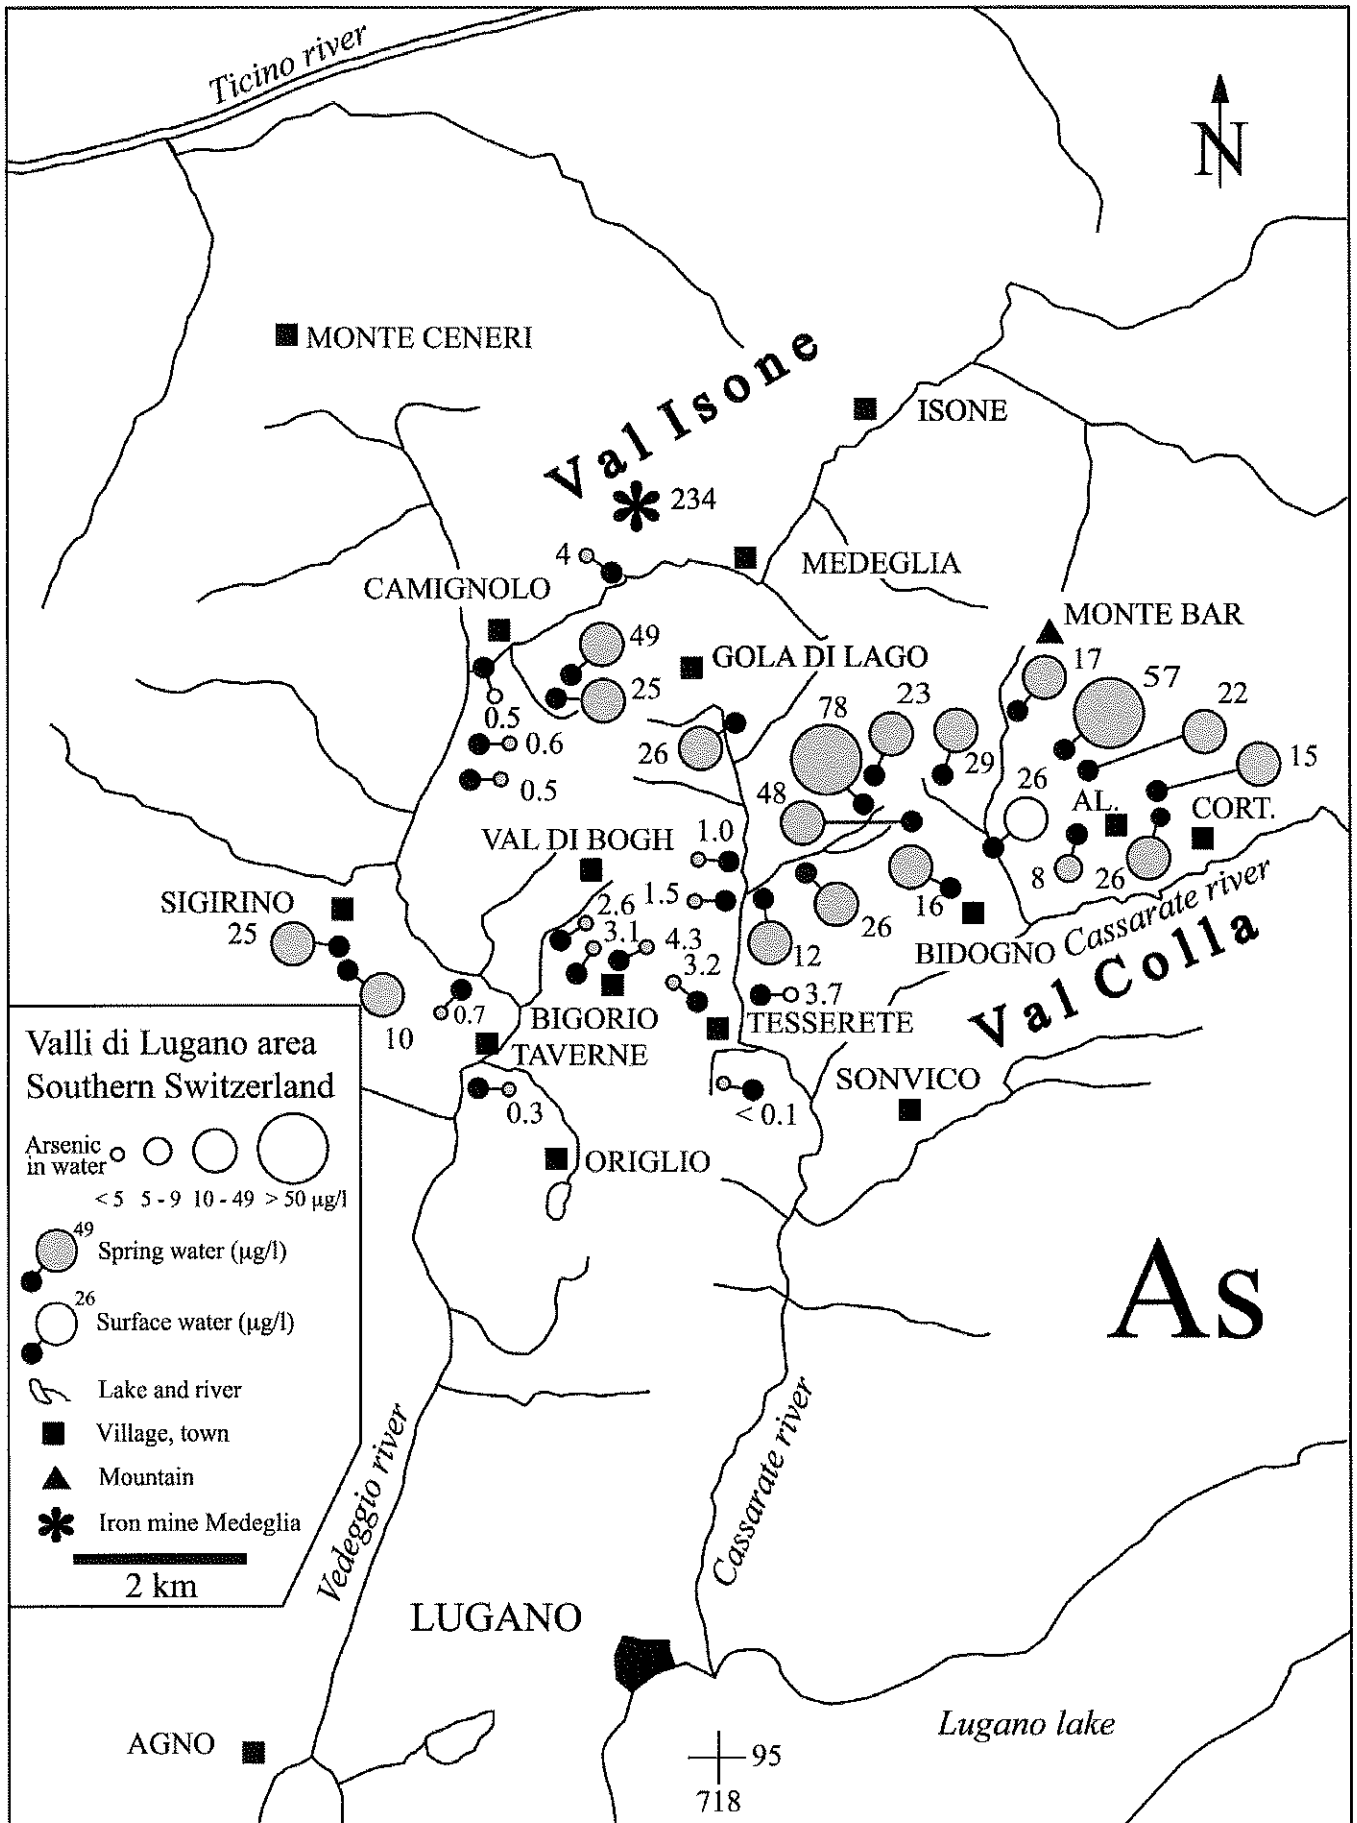 Ticino river
N
MONTE CENERI
Val Isone
ISONE
234
4
MEDEGLIA
CAMIGNOLO
MONTE BAR
49
GOLA DI LAGO
17
25
23
57
22
0.5
78
0.6
26
29
15
0.5
48
26
AL.
CORT.
1.0
VAL DI BOGH
8
26
SIGIRINO
1.5
16
25
2.6
26
Cassarate river
3.1
4.3
12
BIDOGNO
3.2
Val Colla
3.7
10
0.7
BIGORIO
TESSERETE
TAVERNE
SONVICO
0.3
< 0.1
ORIGLIO
Valli di Lugano area
Southern Switzerland
Arsenic
in water
< 5 5 - 9 10 - 49 > 50 µg/l
49
Spring water (µg/l)
26
Surface water (µg/l)
Lake and river
Village, town
Mountain
Iron mine Medeglia
2 km
As
Vedeggio river
Cassarate river
LUGANO
Lugano lake
AGNO
95
718